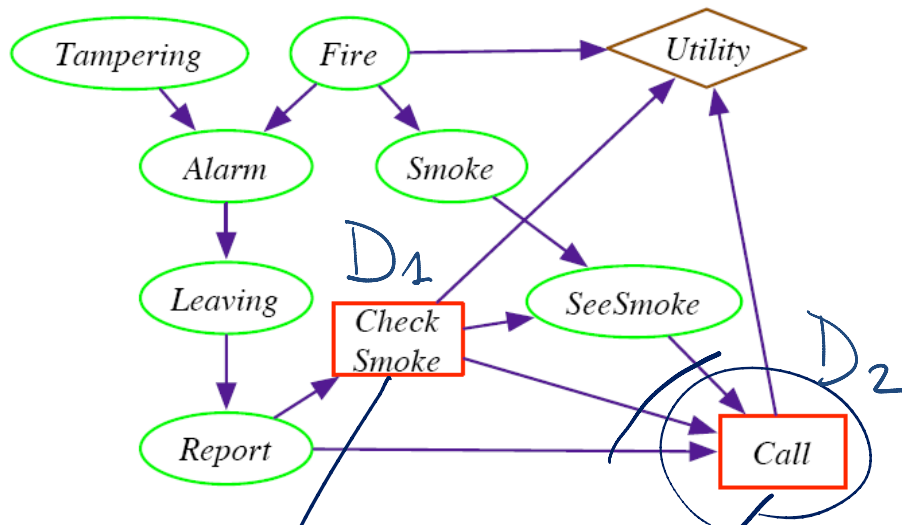 Tampering
Fire
Utility
Alarm
Smoke
D1
Leaving
Check
Smoke
SeeSmoke
D2
Report
Call